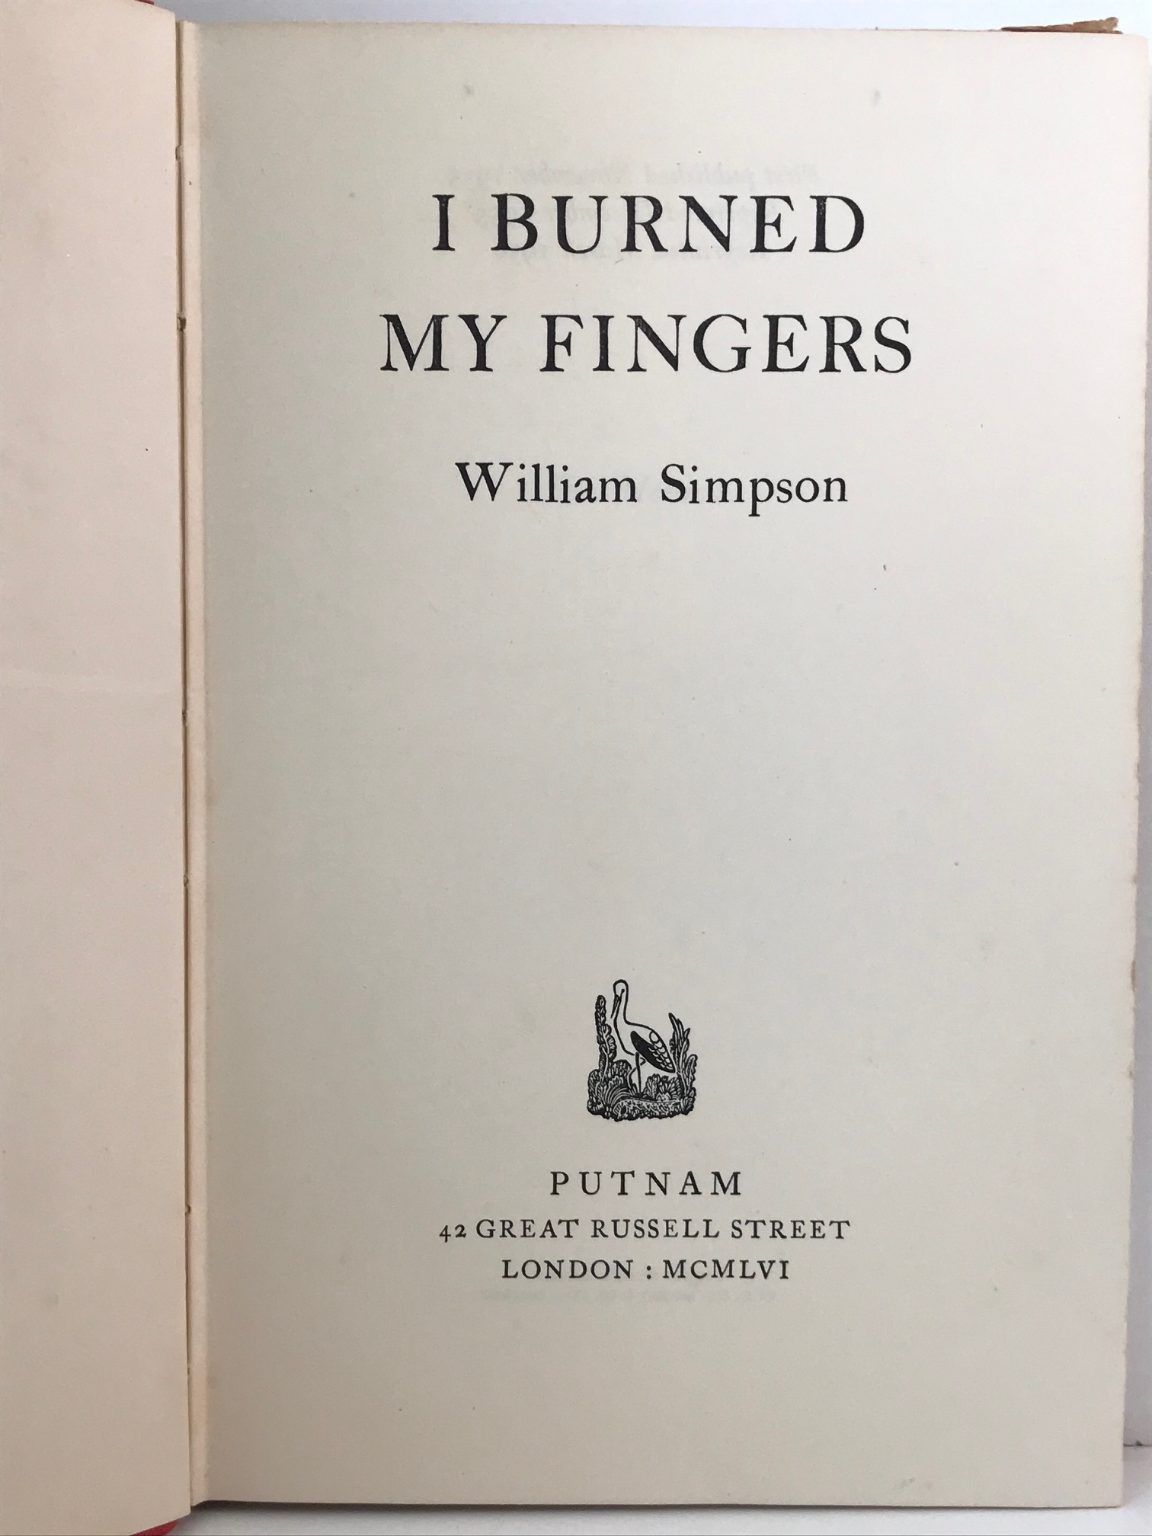 I BURNED
MY FINGERS
William Simpson
PUTNAM
42 GREAT RUSSELL STREET
LONDON : MCMLVI